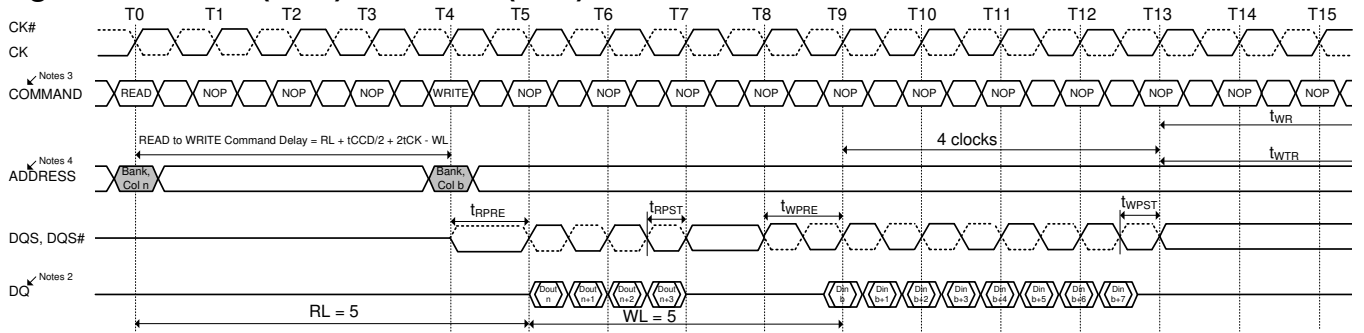 T0 T1 T2 T3 T4 T5 T6 T7 T8 T9 T10 T11 T12 T13 T14 T15
CK#
CK
Notes 3
COMMAND READ NOP NOP NOP WRITE NOP NOP NOP NOP NOP NOP NOP NOP NOP NOP NOP
tWR
READ to WRITE Command Delay = RL + tCCD/2 + 2tCK - WL
4 clocks
tWTR
Notes 4
ADDRESS
Bank, Col n
Bank, Col b
tRPRE tRPST tWPRE tWPST
DQS, DQS#
Notes 2
DQ
Dout n Dout n+1 Dout n+2 Dout n+3 Din b Din b+1 Din b+2 Din b+3 Din b+4 Din b+5 Din b+6 Din b+7
RL = 5 WL = 5